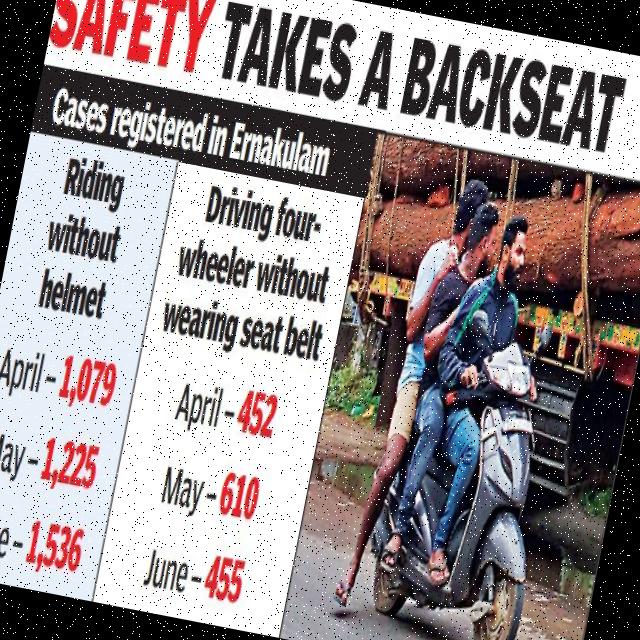 SAFETY TAKES A BACKSEAT
Cases registered in Ernakulam
Riding
without
helmet
April – 1,079
– 1,225
– 1,536
Driving four-
wheeler without
wearing seat belt
April – 452
May – 610
June – 455